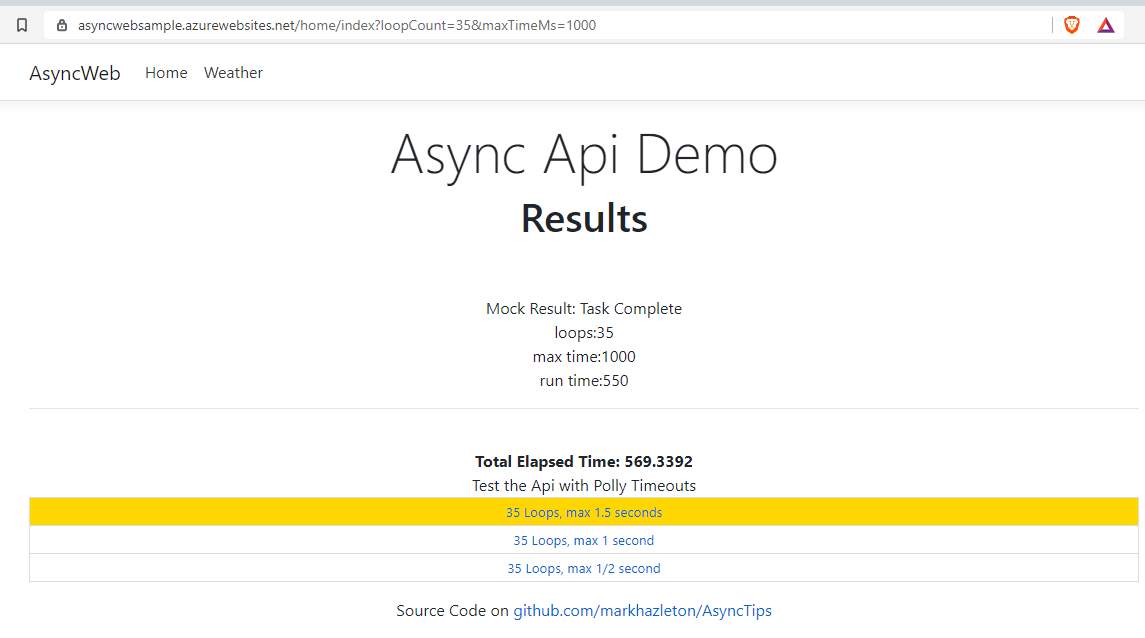 asyncwebsample.azurewebsites.net/home/index?loopCount=35&maxTimeMs=1000
AsyncWeb Home Weather
Async Api Demo
Results
Mock Result: Task Complete
loops:35
max time:1000
run time:550
Total Elapsed Time: 569.3392
Test the Api with Polly Timeouts
35 Loops, max 1.5 seconds
35 Loops, max 1 second
35 Loops, max 1/2 second
Source Code on github.com/markhazleton/AsyncTips